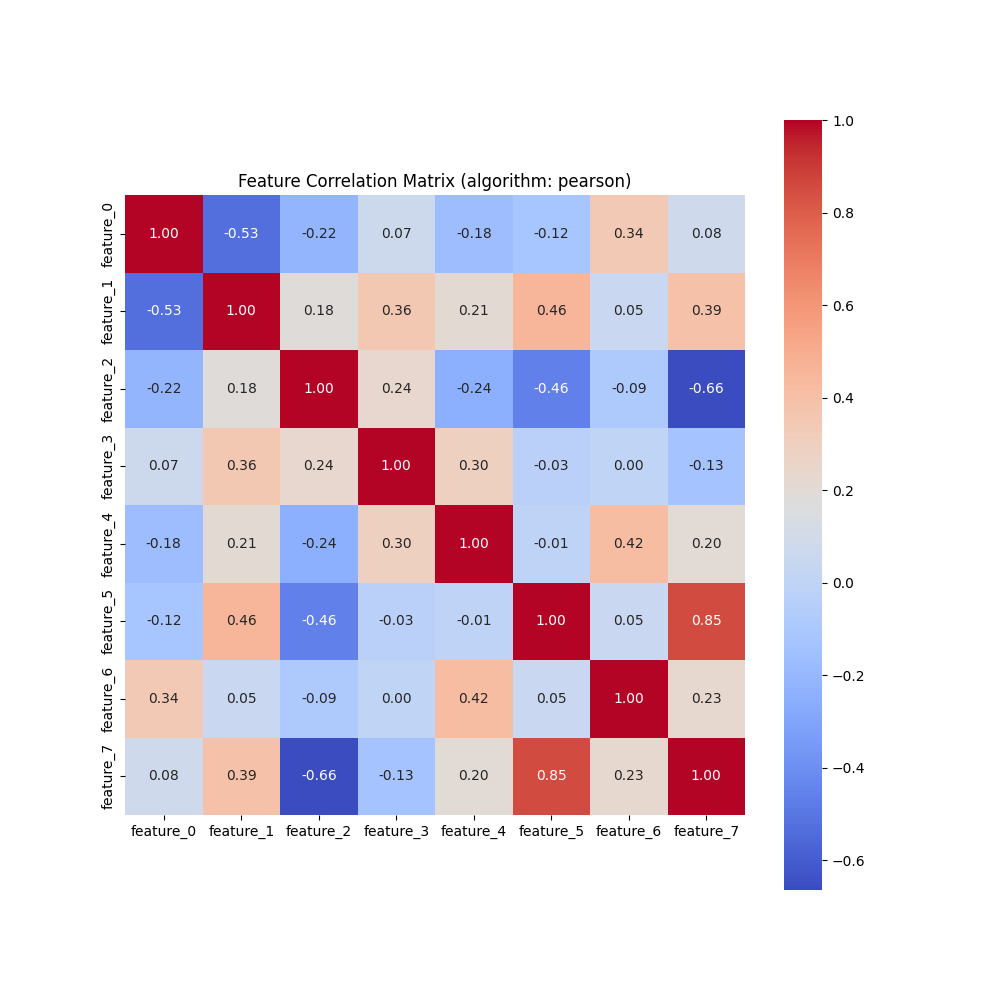 Feature Correlation Matrix (algorithm: pearson)
feature_0 1.00 -0.53 -0.22 0.07 -0.18 -0.12 0.34 0.08
feature_1 -0.53 1.00 0.18 0.36 0.21 0.46 0.05 0.39
feature_2 -0.22 0.18 1.00 0.24 -0.24 -0.46 -0.09 -0.66
feature_3 0.07 0.36 0.24 1.00 0.30 -0.03 0.00 -0.13
feature_4 -0.18 0.21 -0.24 0.30 1.00 -0.01 0.42 0.20
feature_5 -0.12 0.46 -0.46 -0.03 -0.01 1.00 0.05 0.85
feature_6 0.34 0.05 -0.09 0.00 0.42 0.05 1.00 0.23
feature_7 0.08 0.39 -0.66 -0.13 0.20 0.85 0.23 1.00
feature_0 feature_1 feature_2 feature_3 feature_4 feature_5 feature_6 feature_7
1.0
0.8
0.6
0.4
0.2
0.0
−0.2
−0.4
−0.6